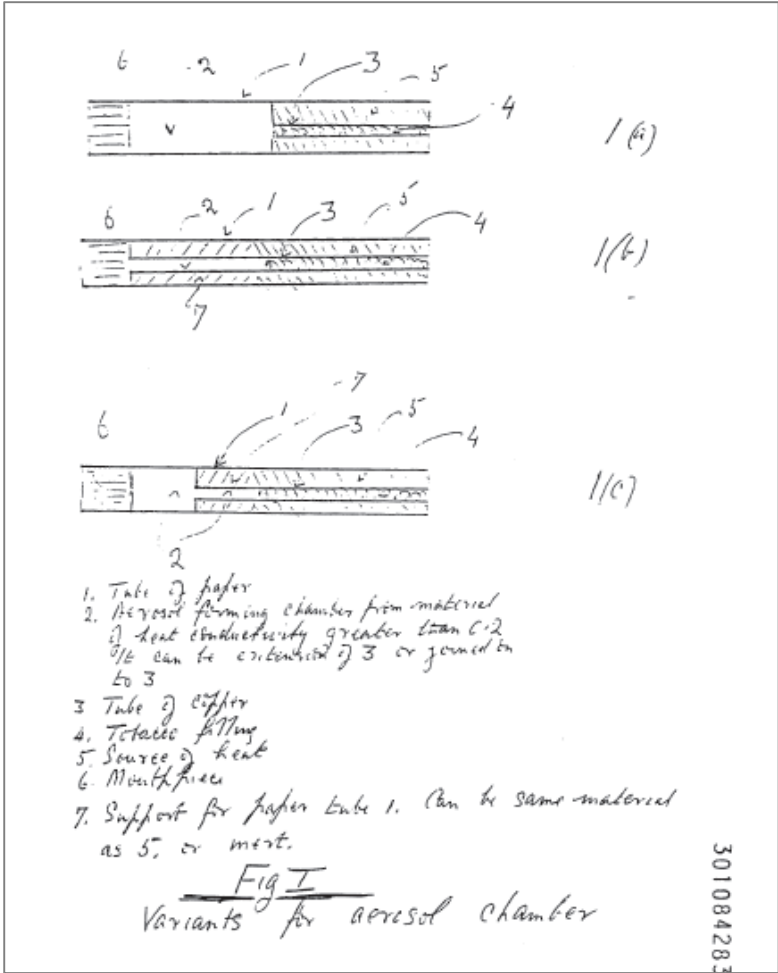 6 2 1 3 5
4
1(a)
6 2 1 3 5 4
1(b)
7
7
6 1 3 5
4
1(c)
2
1. Tube of paper
2. Aerosol forming chamber from material
of heat conductivity greater than 0.2
It can be extension of 3 or joined on
to 3
3 Tube of copper
4. Tobacco filling
5. Source of heat
6. Mouthpiece
7. Support for paper tube 1. Can be same material
as 5, or inert.
Fig I
Variants for aerosol chamber
301084283